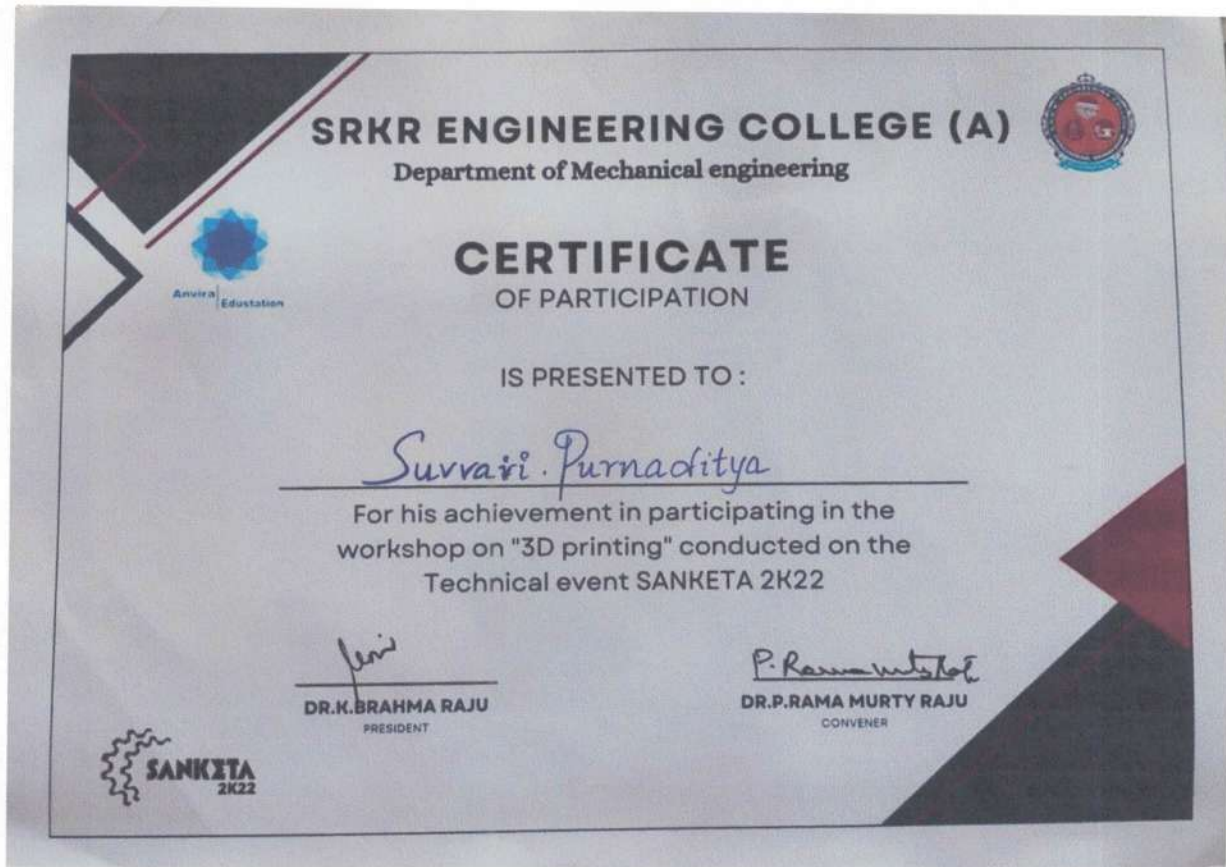 SRKR ENGINEERING COLLEGE (A)
Department of Mechanical engineering
Anvira Edustation
CERTIFICATE
OF PARTICIPATION
IS PRESENTED TO :
Suvvari. Purnaditya
For his achievement in participating in the
workshop on "3D printing" conducted on the
Technical event SANKETA 2K22
DR.K.BRAHMA RAJU
PRESIDENT
P. Rama
DR.P.RAMA MURTY RAJU
CONVENER
SANKETA
2K22